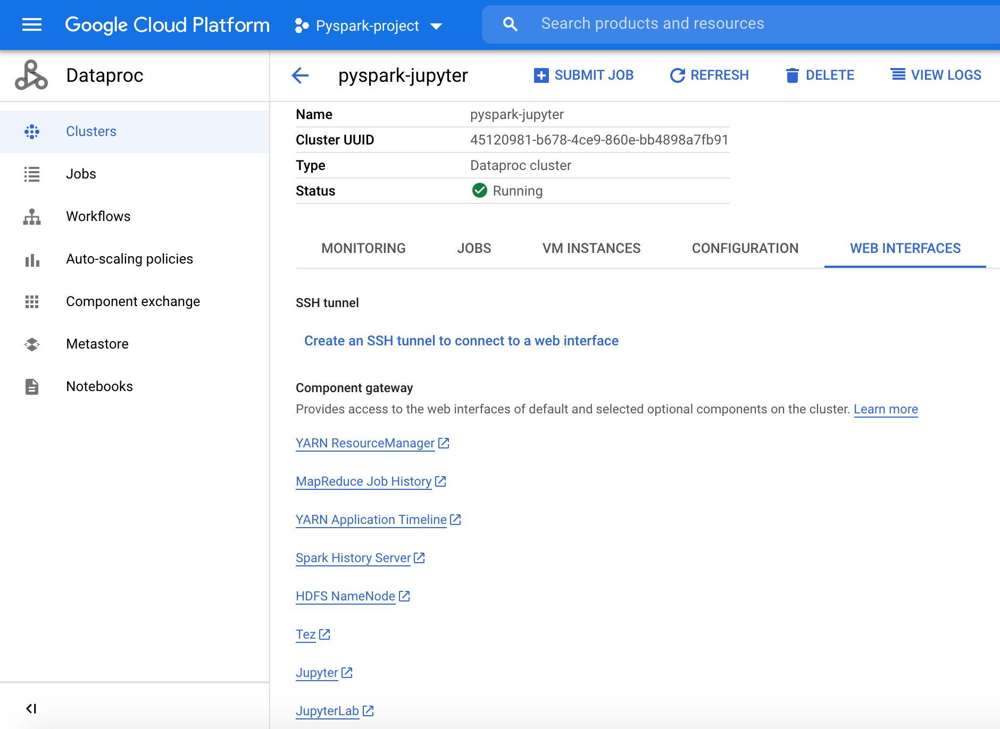 Google Cloud Platform Pyspark-project Search products and resources
Dataproc
pyspark-jupyter SUBMIT JOB REFRESH DELETE VIEW LOGS
Clusters
Jobs
Workflows
Auto-scaling policies
Component exchange
Metastore
Notebooks
Name pyspark-jupyter
Cluster UUID 45120981-b678-4ce9-860e-bb4898a7fb91
Type Dataproc cluster
Status Running
MONITORING JOBS VM INSTANCES CONFIGURATION WEB INTERFACES
SSH tunnel
Create an SSH tunnel to connect to a web interface
Component gateway
Provides access to the web interfaces of default and selected optional components on the cluster. Learn more
YARN ResourceManager
MapReduce Job History
YARN Application Timeline
Spark History Server
HDFS NameNode
Tez
Jupyter
JupyterLab